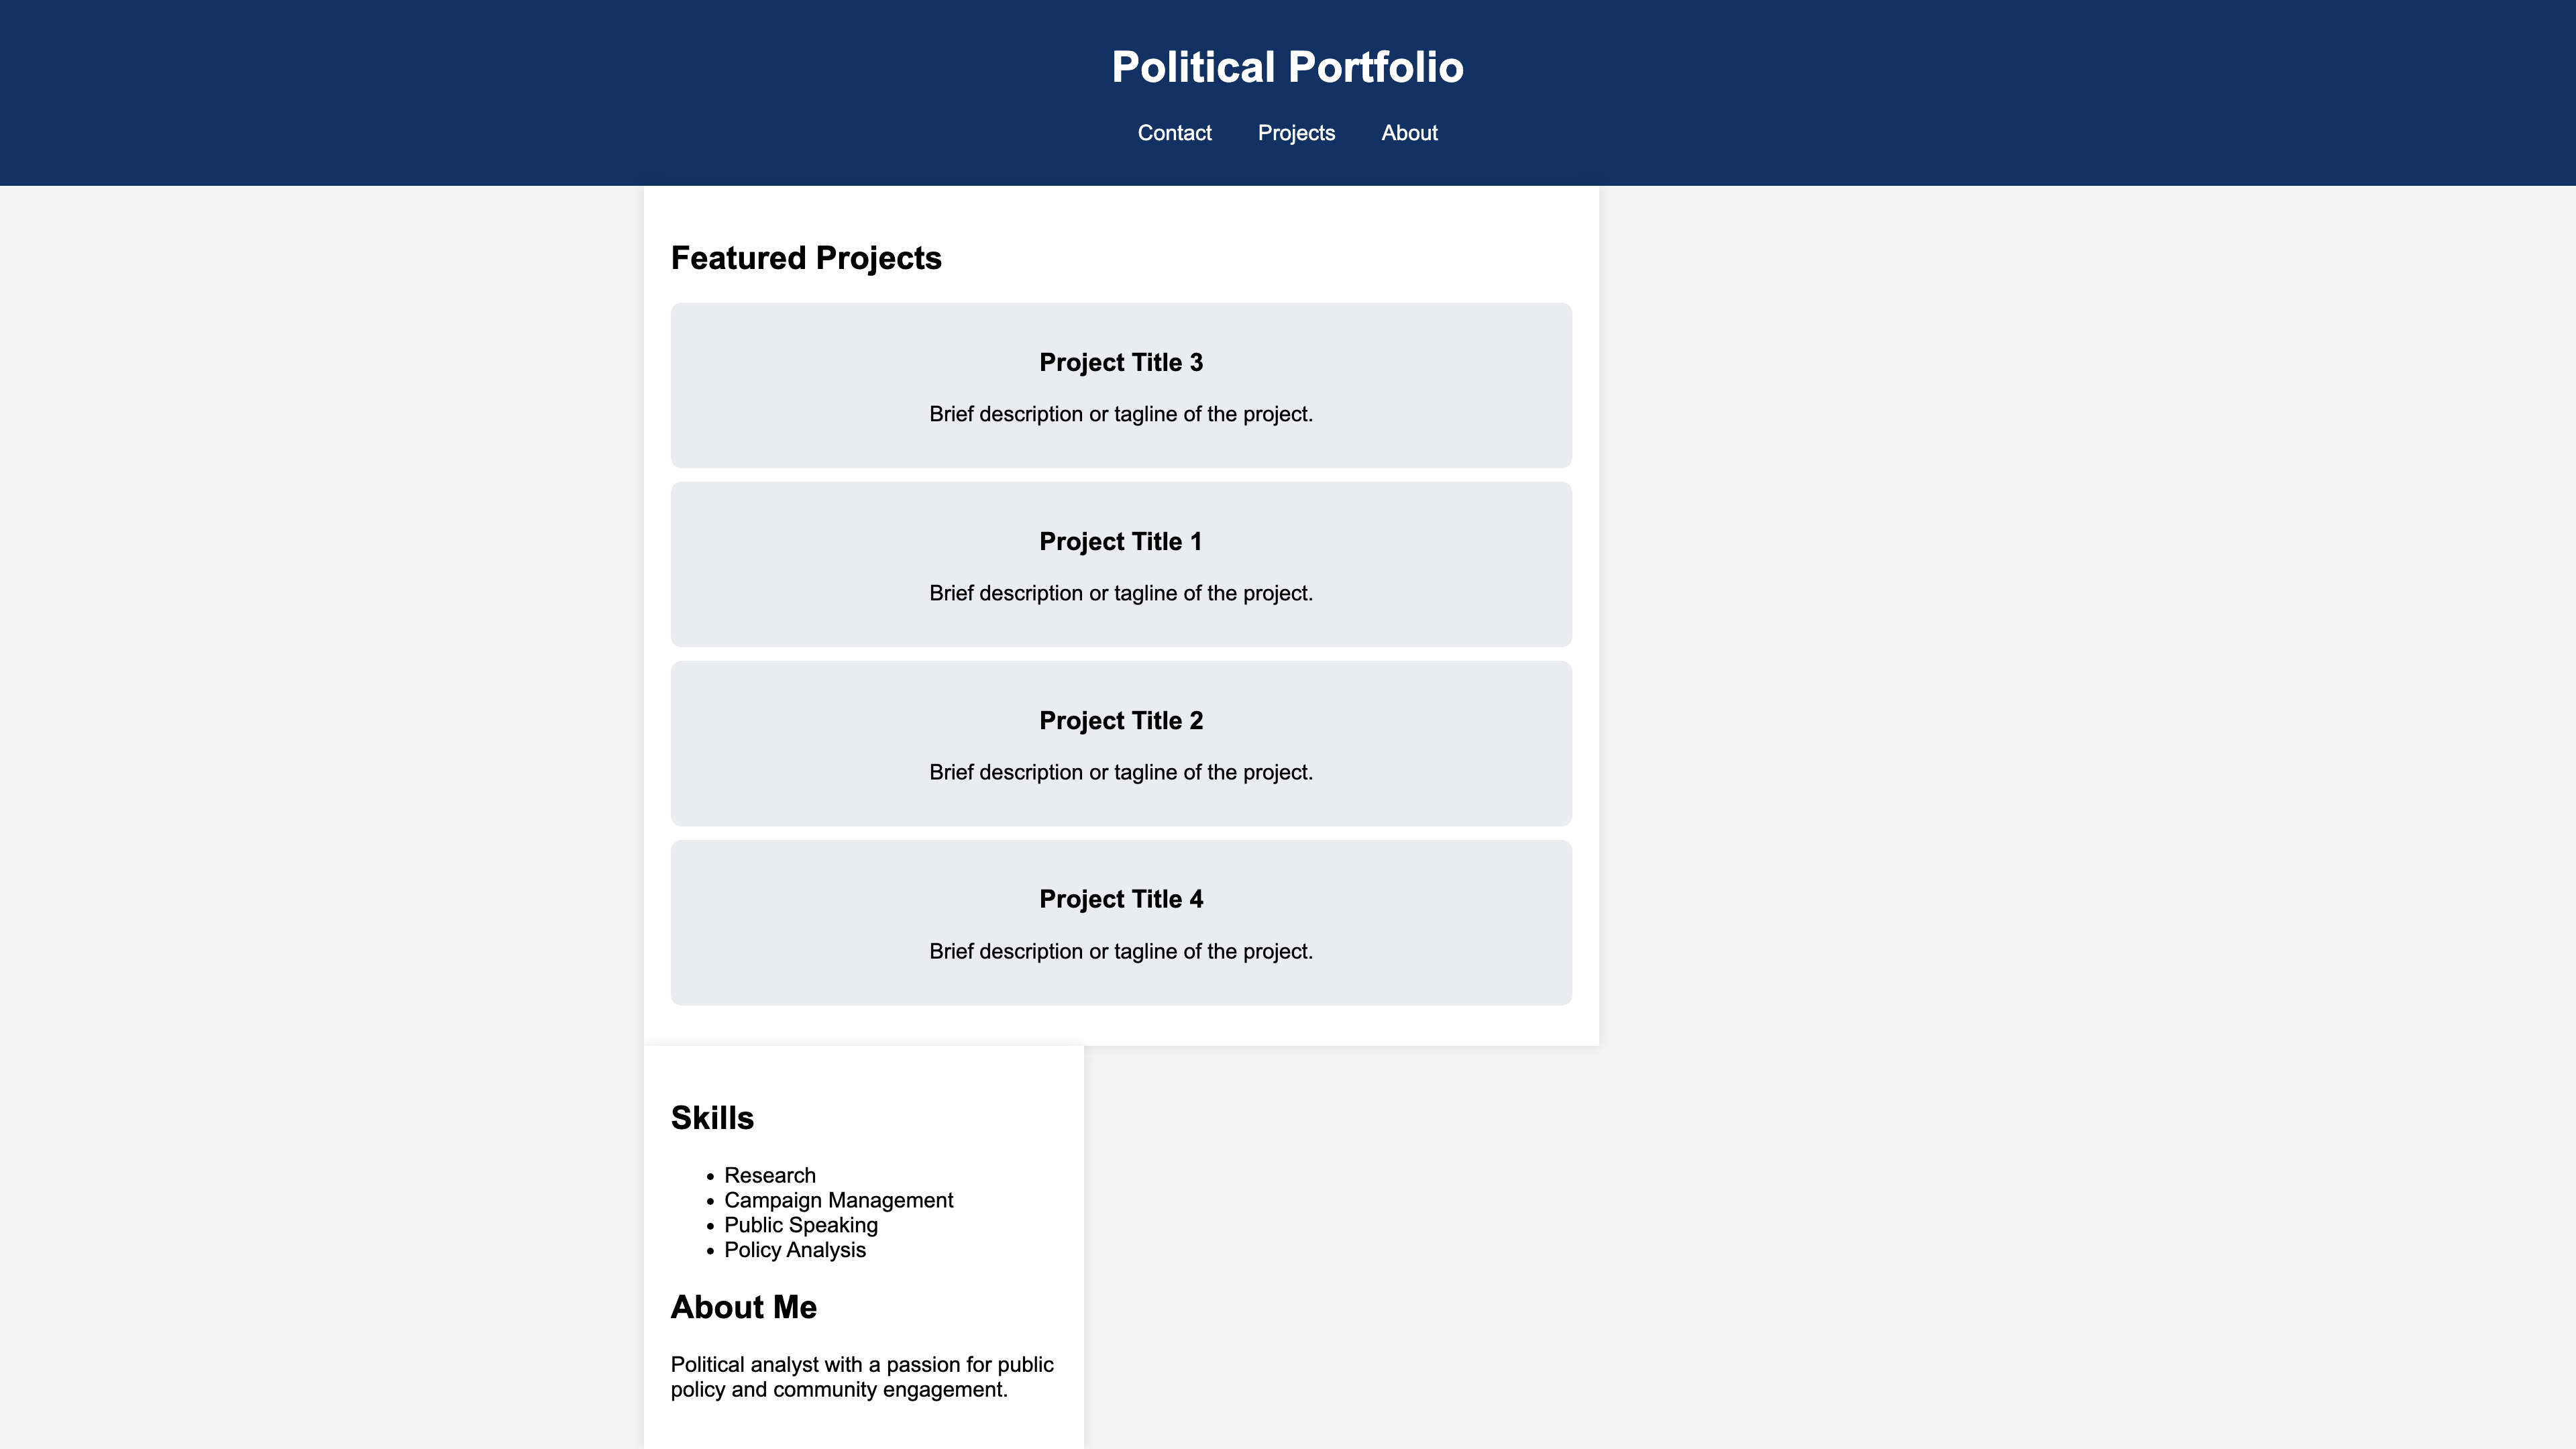 Political Portfolio
Contact Projects About
Featured Projects
Project Title 3
Brief description or tagline of the project.
Project Title 1
Brief description or tagline of the project.
Project Title 2
Brief description or tagline of the project.
Project Title 4
Brief description or tagline of the project.
Skills
• Research
• Campaign Management
• Public Speaking
• Policy Analysis
About Me
Political analyst with a passion for public
policy and community engagement.